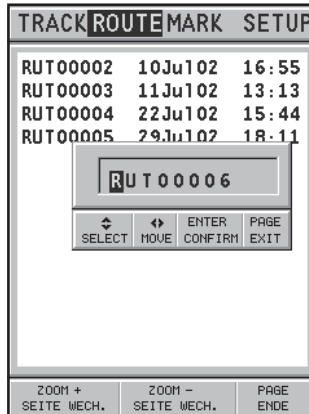 TRACK ROUTE MARK SETUP
RUT00002 10Jul02 16:55
RUT00003 11Jul02 13:13
RUT00004 22Jul02 15:44
RUT00005 29Jul02 18:11
RUT00006
SELECT MOVE ENTER CONFIRM PAGE EXIT
ZOOM + ZOOM - PAGE
SEITE WECH. SEITE WECH. ENDE